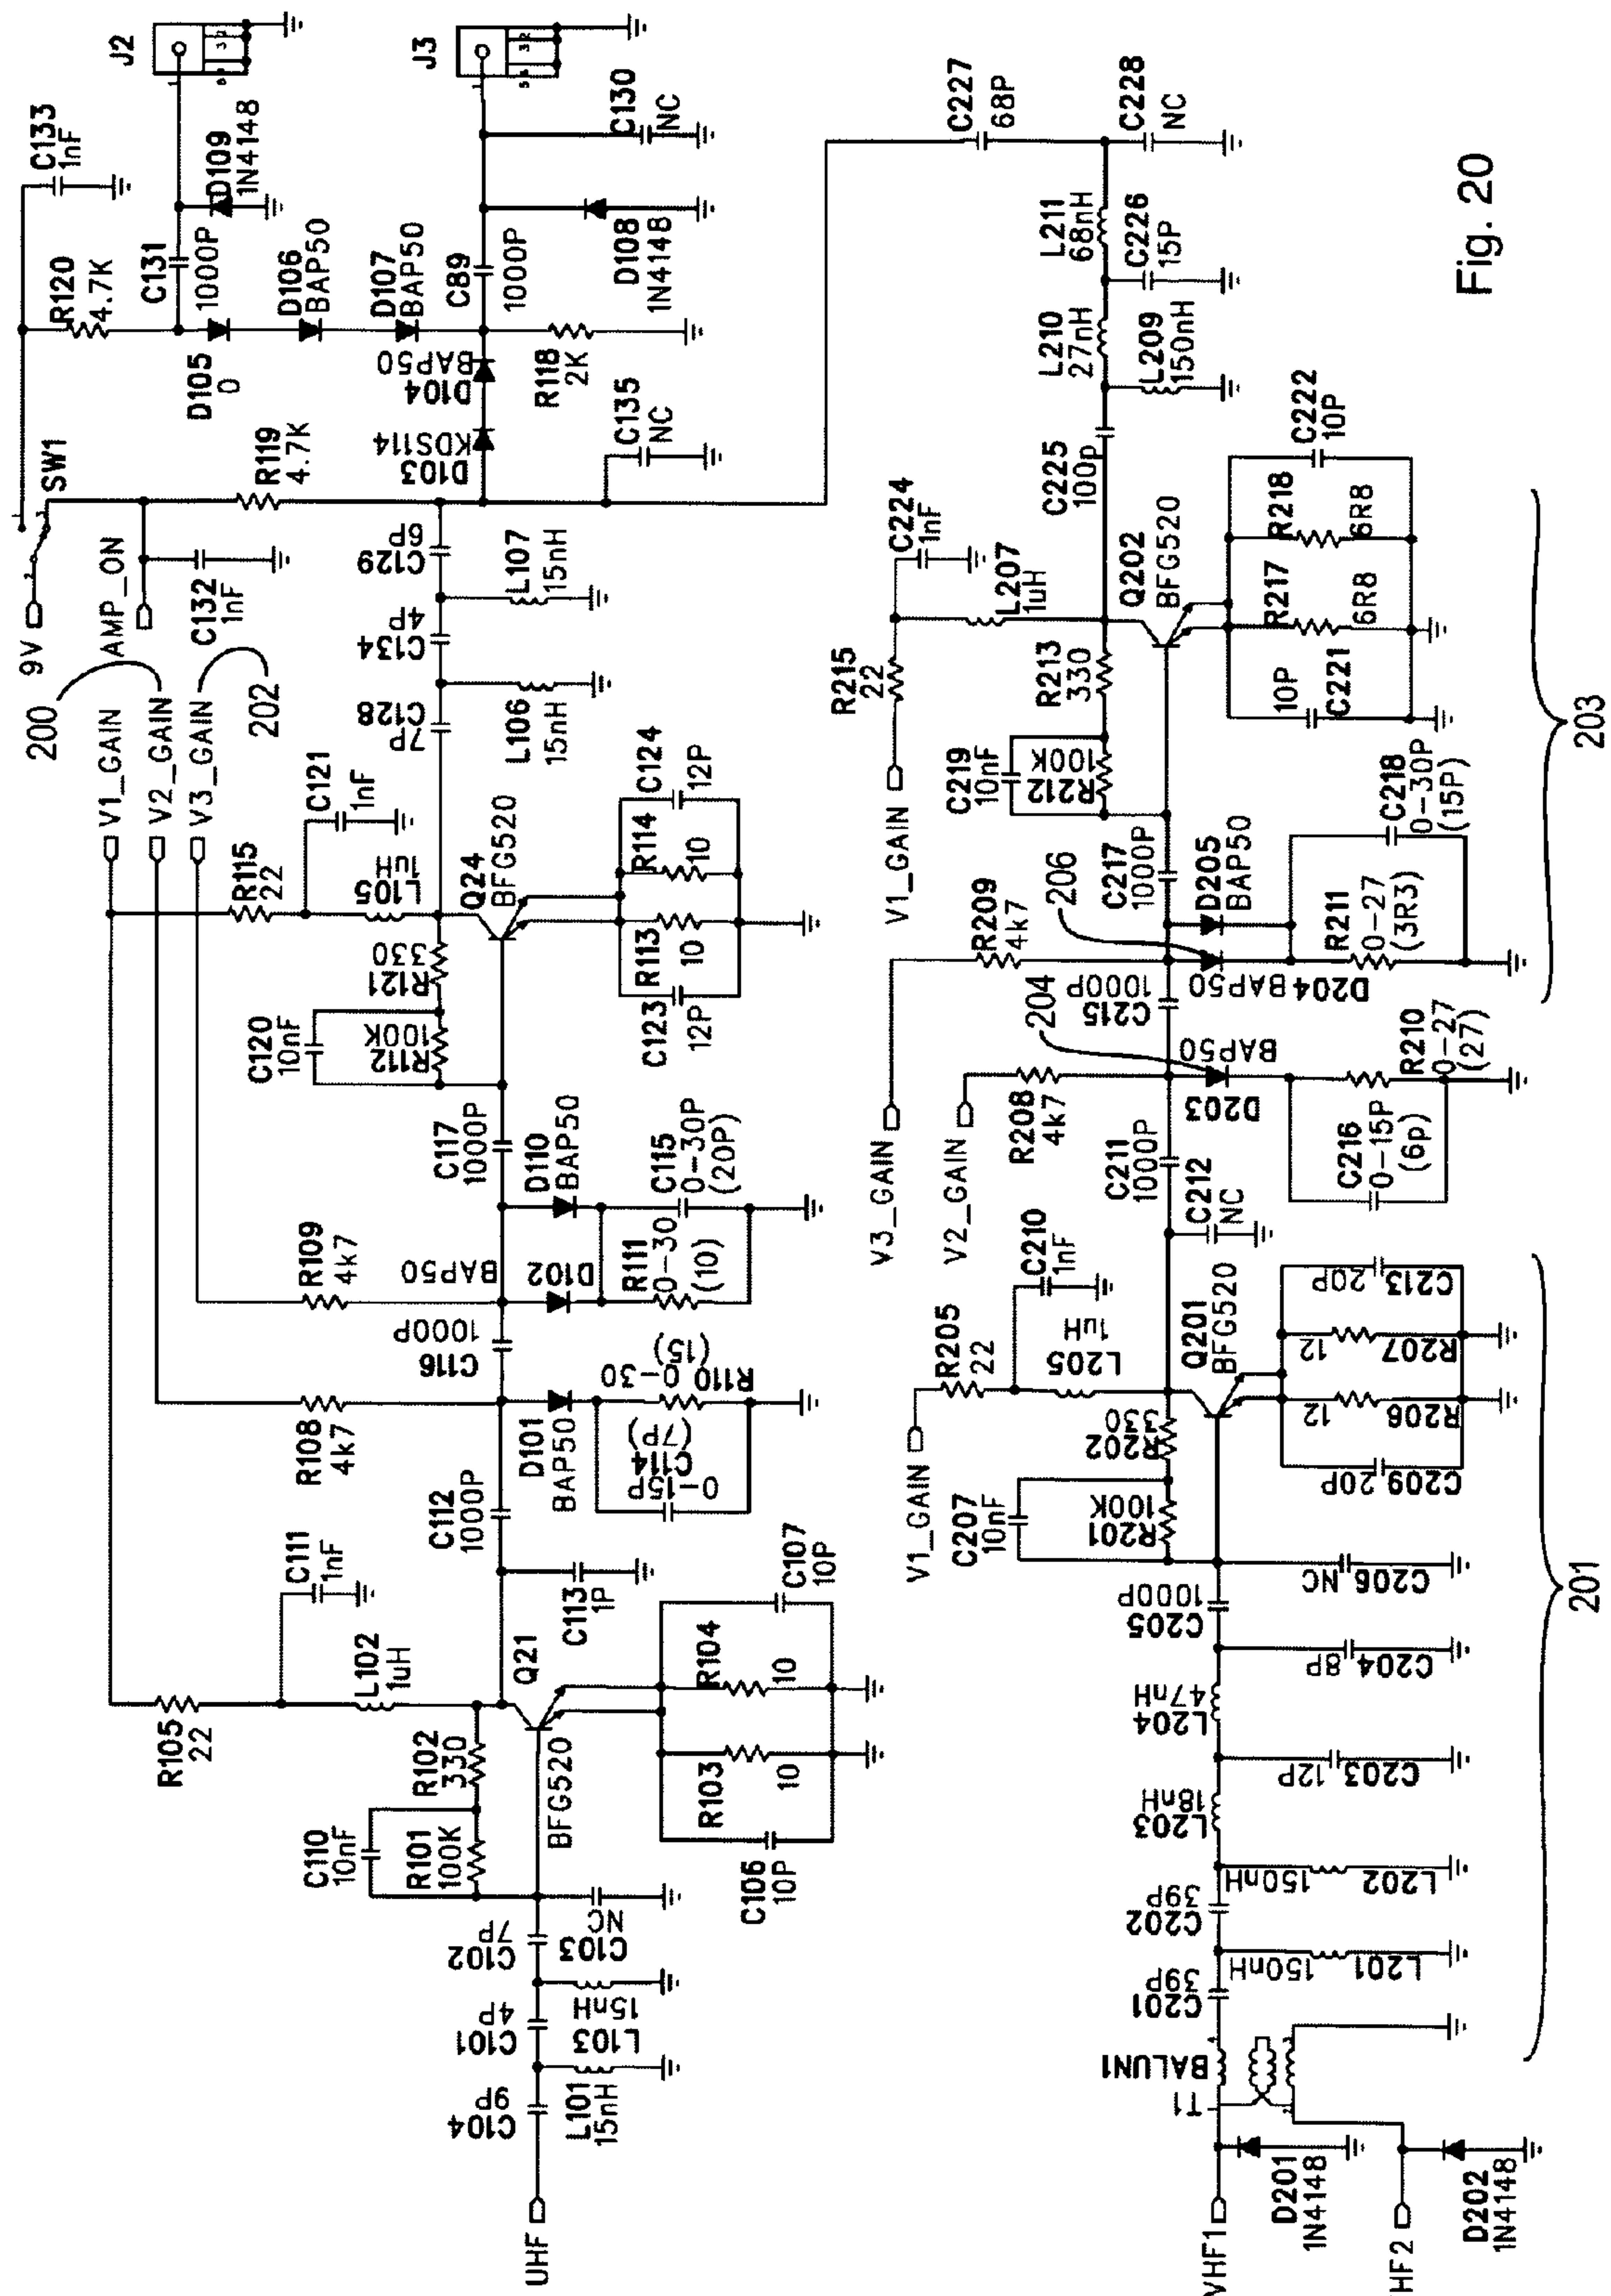 C133
1nF
J2
1
3 2
D109
1N4148
R120
4.7K
C131
1000P
D106
BAP50
D107
BAP50
D105
0
J3
1
3 2
C130
NC
C89
1000P
D108
1N414B
BAP50
D104
R118
2K
C135
NC
KDS114
D103
SW1
R119
4.7K
9V
AMP_ON
C132
1nF
200
202
V1_GAIN
V2_GAIN
V3_GAIN
6P
C129
L107
15nH
4P
C134
7P
C128
L106
15nH
C121
1nF
R115
22
1uH
L105
Q24
BFG520
R114
10
C124
12P
R113
10
C123
12P
330
R121
C120
10nF
100K
R112
C117
1000P
D110
BAP50
C115
0-30P
(20P)
R109
4k7
BAP50
D102
R111
0-30
(10)
1000P
C116
R108
4k7
D101
BAP50
R110
0-30
(15)
C114
0-15P
(7P)
C112
1000P
C111
1nF
C113
1P
C107
10P
R105
22
L102
1uH
Q21
BFG520
R104
10
R103
10
C106
10P
R102
330
C110
10nF
R101
100K
7P
C102
NC
C103
4P
C101
15nH
L103
9P
C104
L101
15nH
UHF
C227
68P
C228
NC
L211
68nH
C226
15P
L210
27nH
L209
150nH
C225
100p
C224
1nF
L207
1uH
R215
22
V1_GAIN
Q202
BFG520
C222
10P
R218
6R8
R217
6R8
10P
C221
R213
330
C219
10nF
100K
R212
C217
1000P
D205
BAP50
C218
0-30P
(15P)
206
R209
4k7
R211
0-27
(3R3)
D204
BAP50
1000P
C215
204
203
V3_GAIN
V2_GAIN
R208
4k7
BAP50
D203
R210
0-27
(27)
C216
0-15P
(6p)
C211
1000P
C212
NC
C210
1nF
R205
22
1uH
L205
Q201
BFG520
20P
C213
12
R207
12
R206
20P
C209
330
R202
V1_GAIN
C207
10nF
100K
R201
1000P
C205
NC
C206
8P
C204
47nH
L204
12P
C203
18nH
L203
150nH
L202
39P
C202
150nH
L201
39P
C201
BALUN1
T1
D201
1N4148
D202
1N4148
VHF1
HF2
201
Fig. 20